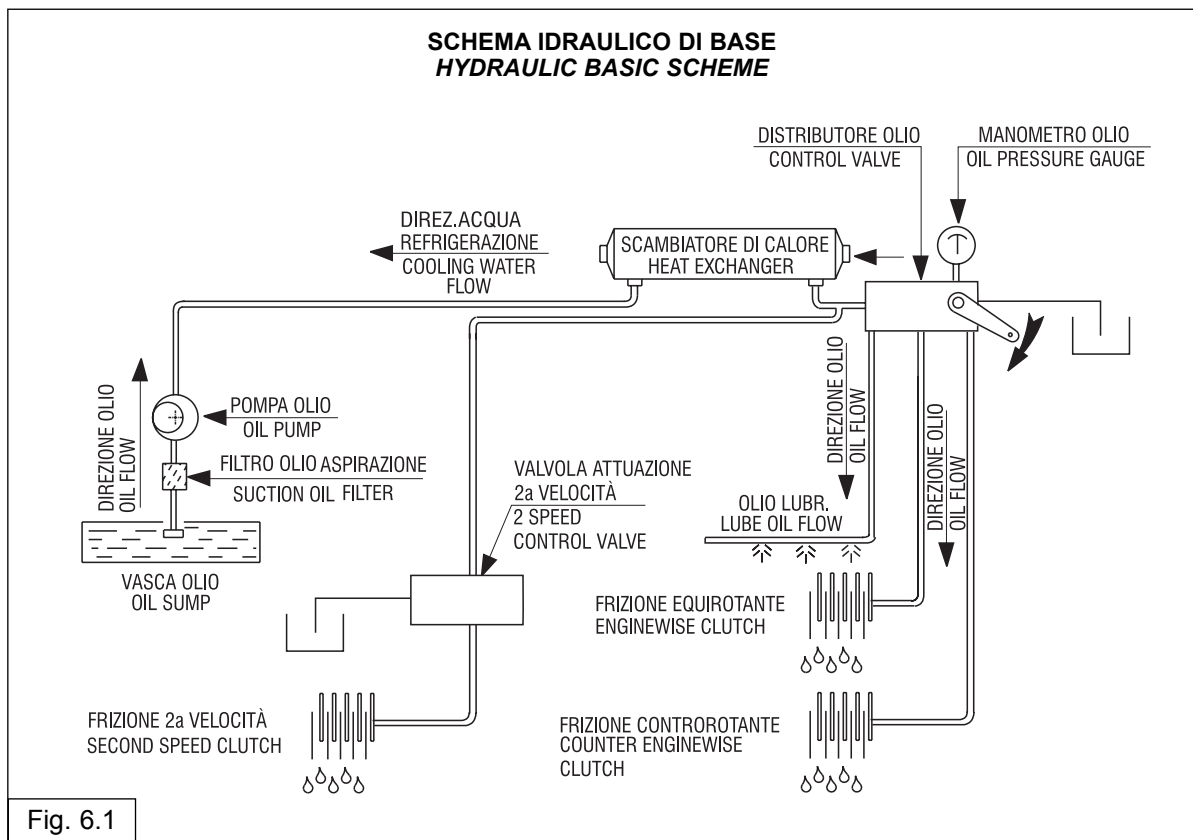 SCHEMA IDRAULICO DI BASE
HYDRAULIC BASIC SCHEME
DISTRIBUTORE OLIO
CONTROL VALVE
MANOMETRO OLIO
OIL PRESSURE GAUGE
DIREZ.ACQUA
REFRIGERAZIONE
COOLING WATER
FLOW
SCAMBIATORE DI CALORE
HEAT EXCHANGER
DIREZIONE OLIO
OIL FLOW
POMPA OLIO
OIL PUMP
FILTRO OLIO ASPIRAZIONE
SUCTION OIL FILTER
VASCA OLIO
OIL SUMP
VALVOLA ATTUAZIONE
2a VELOCITÀ
2 SPEED
CONTROL VALVE
DIREZIONE OLIO
OIL FLOW
DIREZIONE OLIO
OIL FLOW
OLIO LUBR.
LUBE OIL FLOW
FRIZIONE EQUIROTANTE
ENGINEWISE CLUTCH
FRIZIONE 2a VELOCITÀ
SECOND SPEED CLUTCH
FRIZIONE CONTROROTANTE
COUNTER ENGINEWISE
CLUTCH
Fig. 6.1